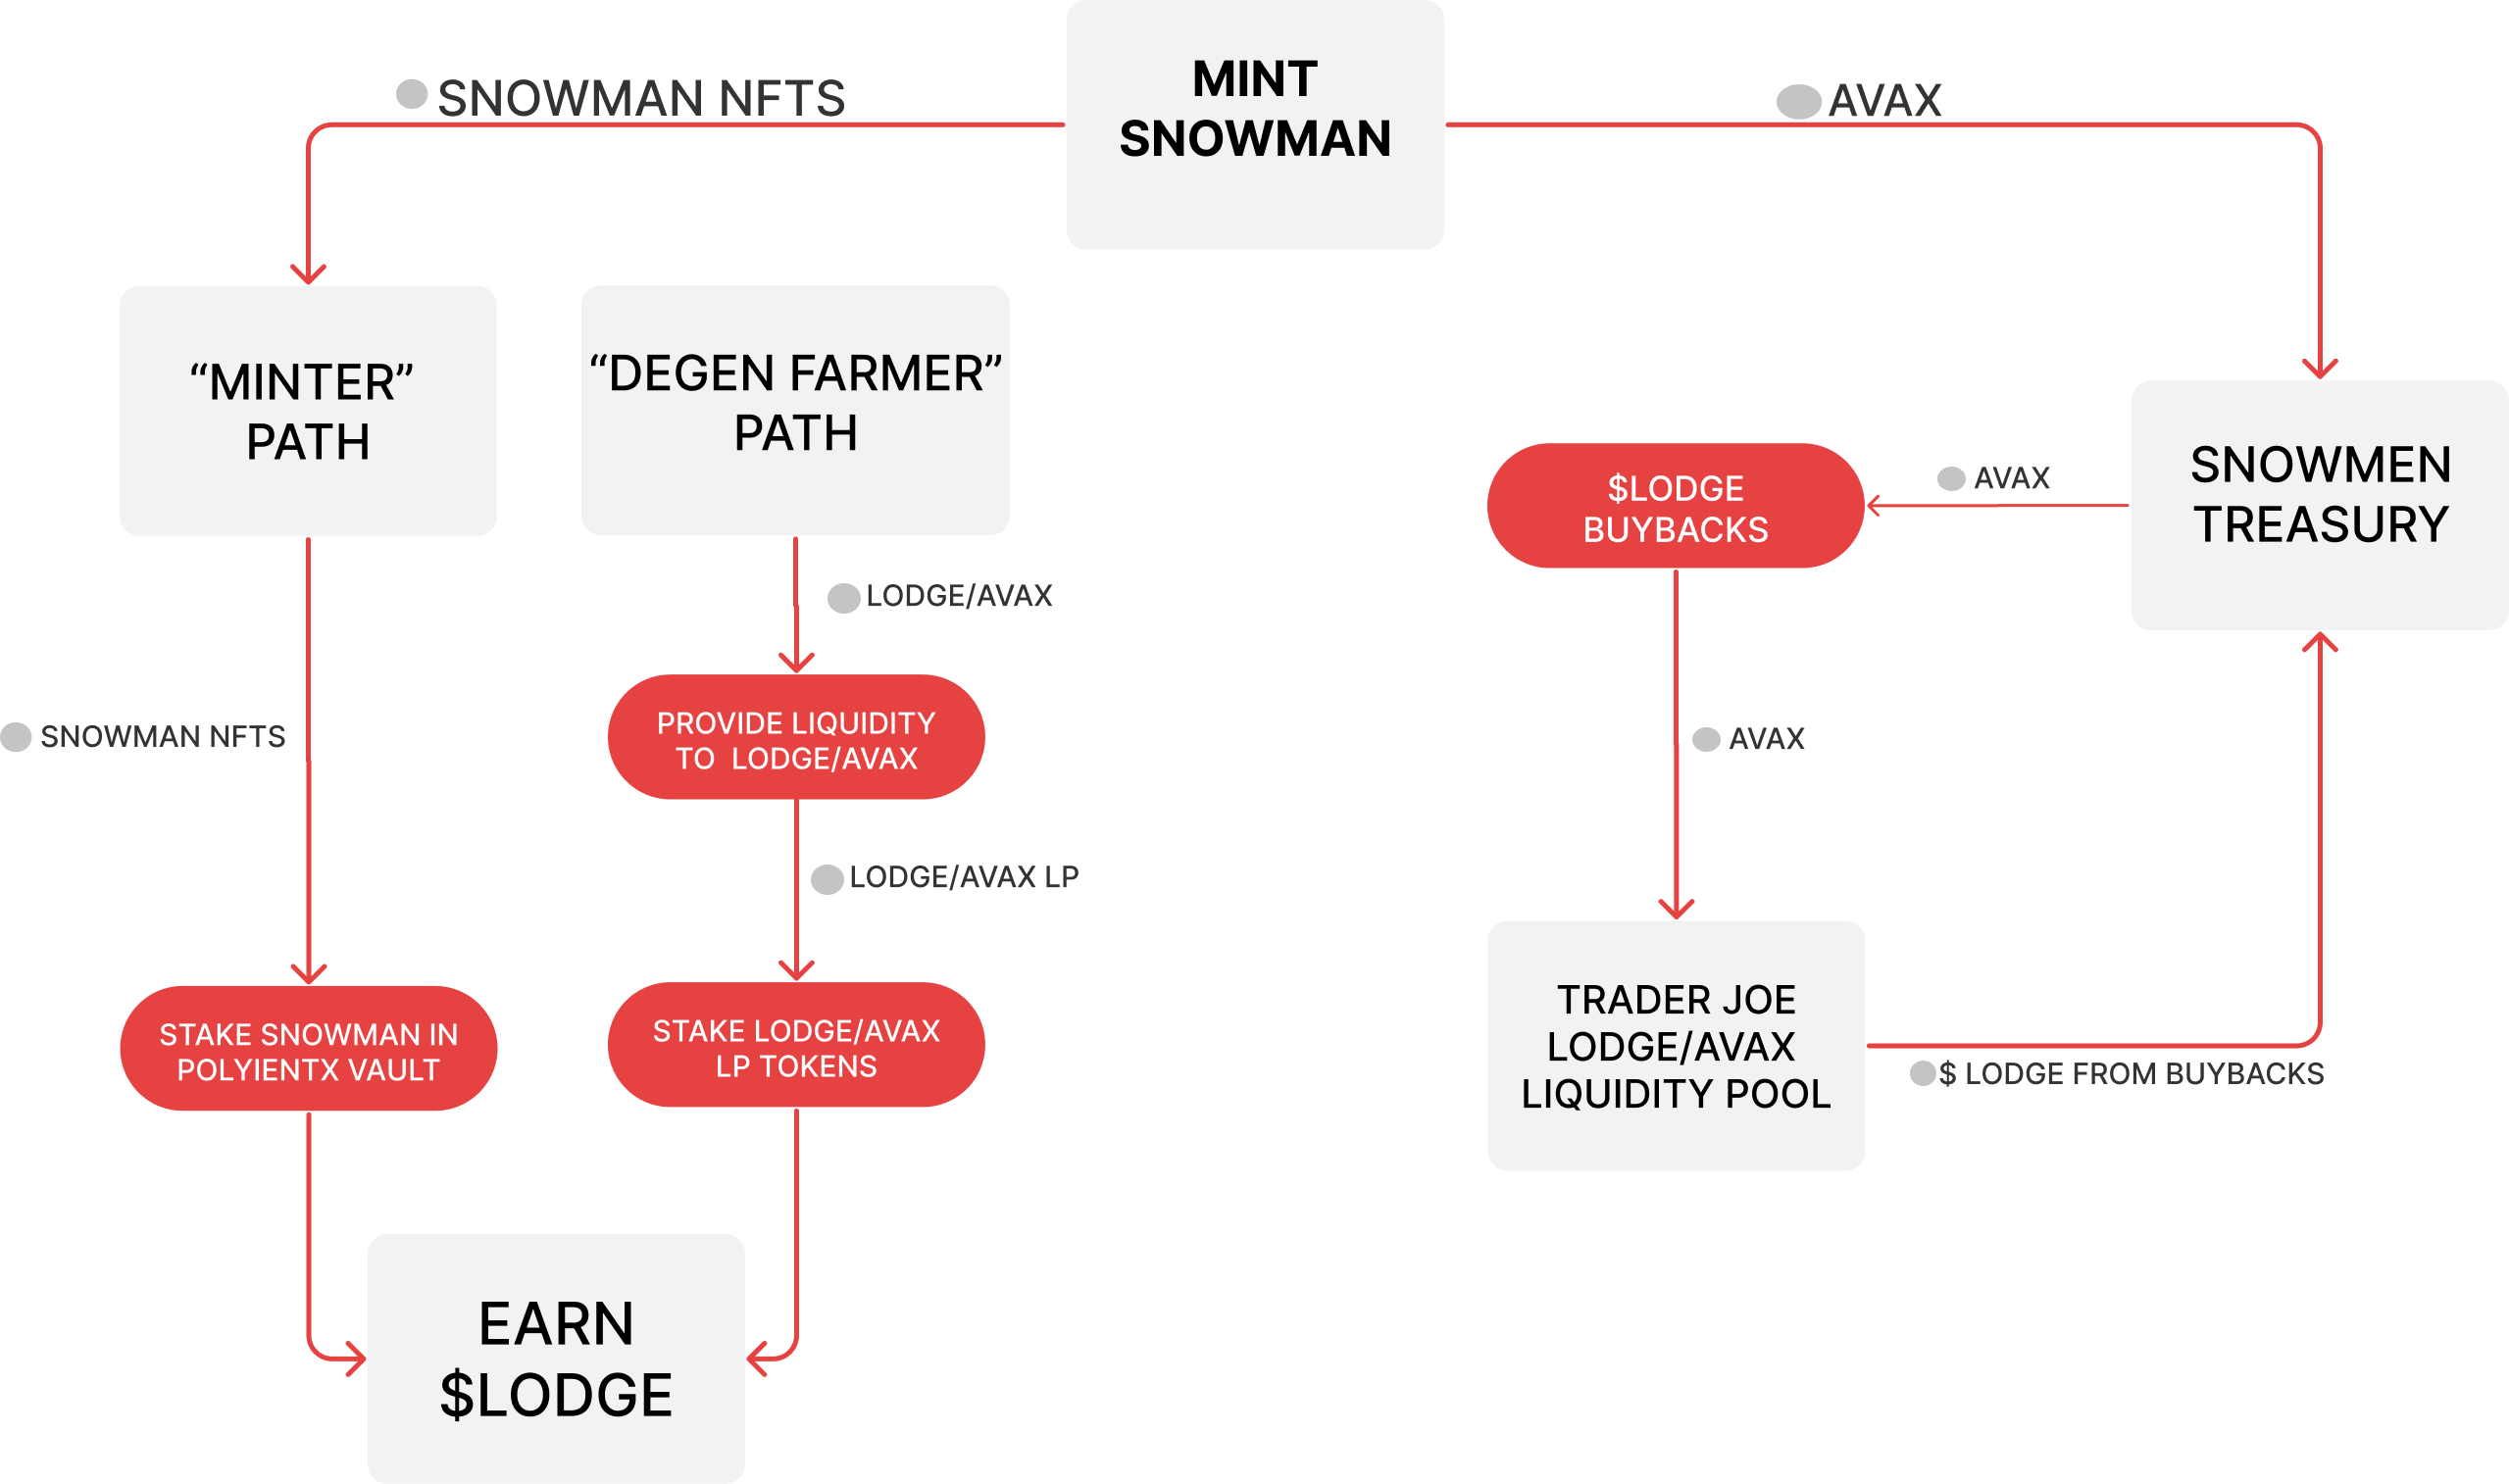 MINT
SNOWMAN
SNOWMAN NFTS
AVAX
“MINTER”
PATH
“DEGEN FARMER”
PATH
SNOWMEN
TREASURY
$LODGE
BUYBACKS
AVAX
LODGE/AVAX
PROVIDE LIQUIDITY
TO LODGE/AVAX
SNOWMAN NFTS
AVAX
LODGE/AVAX LP
STAKE SNOWMAN IN
POLYIENTX VAULT
STAKE LODGE/AVAX
LP TOKENS
TRADER JOE
LODGE/AVAX
LIQUIDITY POOL
$ LODGE FROM BUYBACKS
EARN
$LODGE